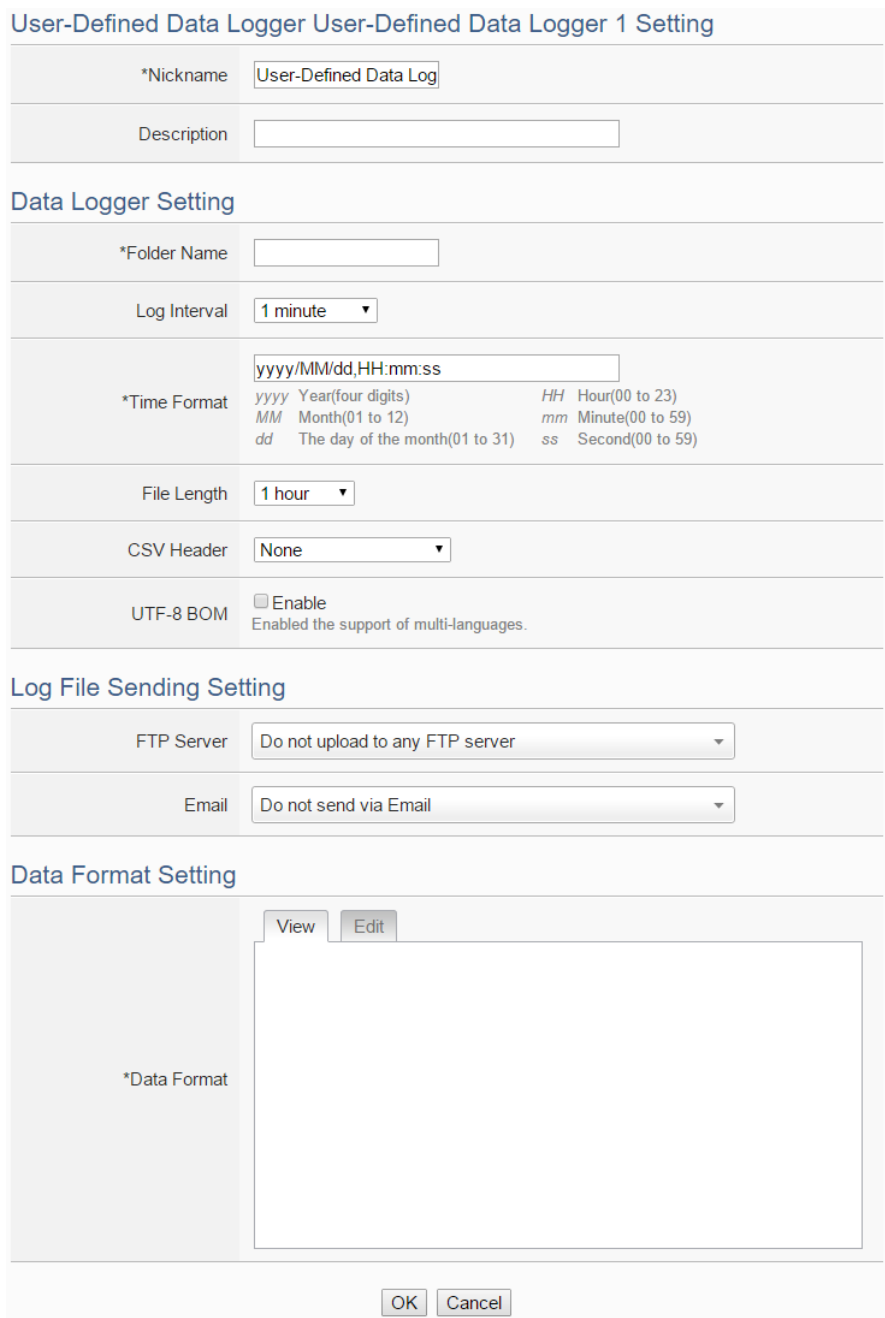 User-Defined Data Logger User-Defined Data Logger 1 Setting
*Nickname User-Defined Data Log
Description
Data Logger Setting
*Folder Name
Log Interval 1 minute
yyyy/MM/dd,HH:mm:ss
*Time Format
yyyy Year(four digits) HH Hour(00 to 23)
MM Month(01 to 12) mm Minute(00 to 59)
dd The day of the month(01 to 31) ss Second(00 to 59)
File Length 1 hour
CSV Header None
UTF-8 BOM Enable
Enabled the support of multi-languages.
Log File Sending Setting
FTP Server Do not upload to any FTP server
Email Do not send via Email
Data Format Setting
View Edit
*Data Format
OK Cancel